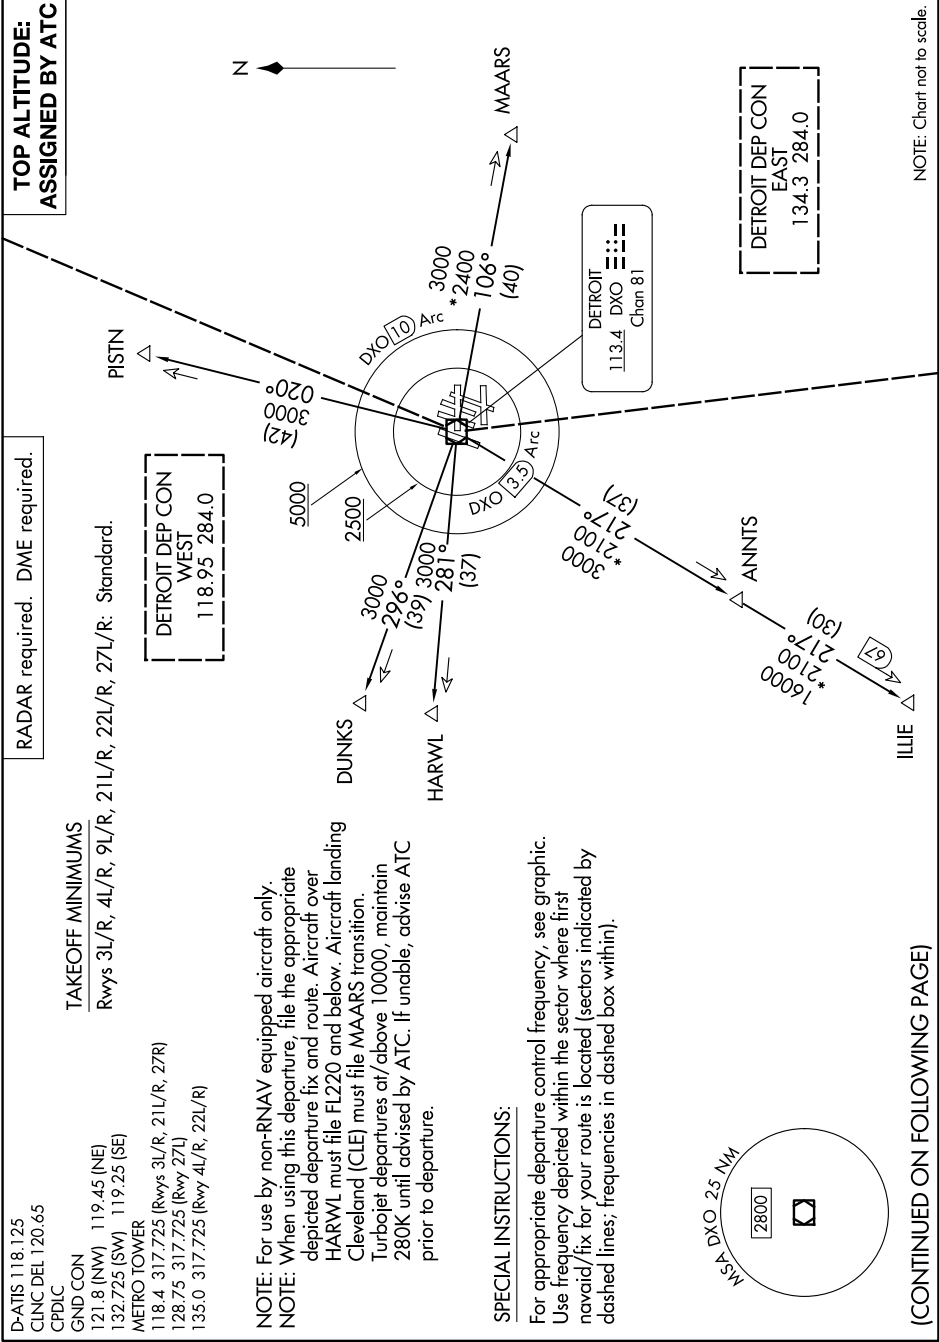 D-ATIS 118.125
CLNC DEL 120.65
CPDLC
GND CON
121.8 (NW) 119.45 (NE)
132.725 (SW) 119.25 (SE)
METRO TOWER
118.4 317.725 (Rwys 3L/R, 21L/R, 27R)
128.75 317.725 (Rwy 27L)
135.0 317.725 (Rwy 4L/R, 22L/R)
RADAR required. DME required.
TOP ALTITUDE:
ASSIGNED BY ATC
TAKEOFF MINIMUMS
Rwys 3L/R, 4L/R, 9L/R, 21L/R, 22L/R, 27L/R: Standard.
DETROIT DEP CON
WEST
118.95 284.0
PISTN
020°
3000
(42)
N
NOTE: For use by non-RNAV equipped aircraft only.
NOTE: When using this departure, file the appropriate
depicted departure fix and route. Aircraft over
HARWL must file FL220 and below. Aircraft landing
Cleveland (CLE) must file MAARS transition.
Turbojet departures at/above 10000, maintain
280K until advised by ATC. If unable, advise ATC
prior to departure.
5000
2500
DXO 10 Arc
DXO 3.5 Arc
DUNKS
3000
296°
(39)
HARWL
3000
281°
(37)
3000
*2400
106°
(40)
MAARS
DETROIT
113.4 DXO
Chan 81
3000
*2100
217°
(37)
ANNTS
16000
*2100
217°
(30)
67
ILLIE
DETROIT DEP CON
EAST
134.3 284.0
SPECIAL INSTRUCTIONS:
For appropriate departure control frequency, see graphic.
Use frequency depicted within the sector where first
navaid/fix for your route is located (sectors indicated by
dashed lines; frequencies in dashed box within).
MSA DXO 25 NM
2800
NOTE: Chart not to scale.
(CONTINUED ON FOLLOWING PAGE)